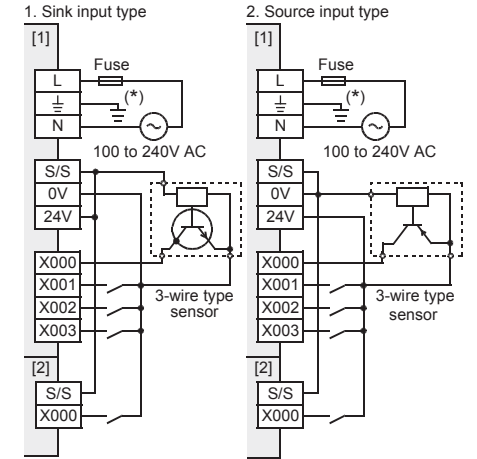 1. Sink input type
[1]
Fuse
L
(*)
N
100 to 240V AC
S/S
0V
24V
X000
X001
X002
X003
3-wire type
sensor
[2]
S/S
X000
2. Source input type
[1]
Fuse
L
(*)
N
100 to 240V AC
S/S
0V
24V
X000
X001
X002
X003
3-wire type
sensor
[2]
S/S
X000